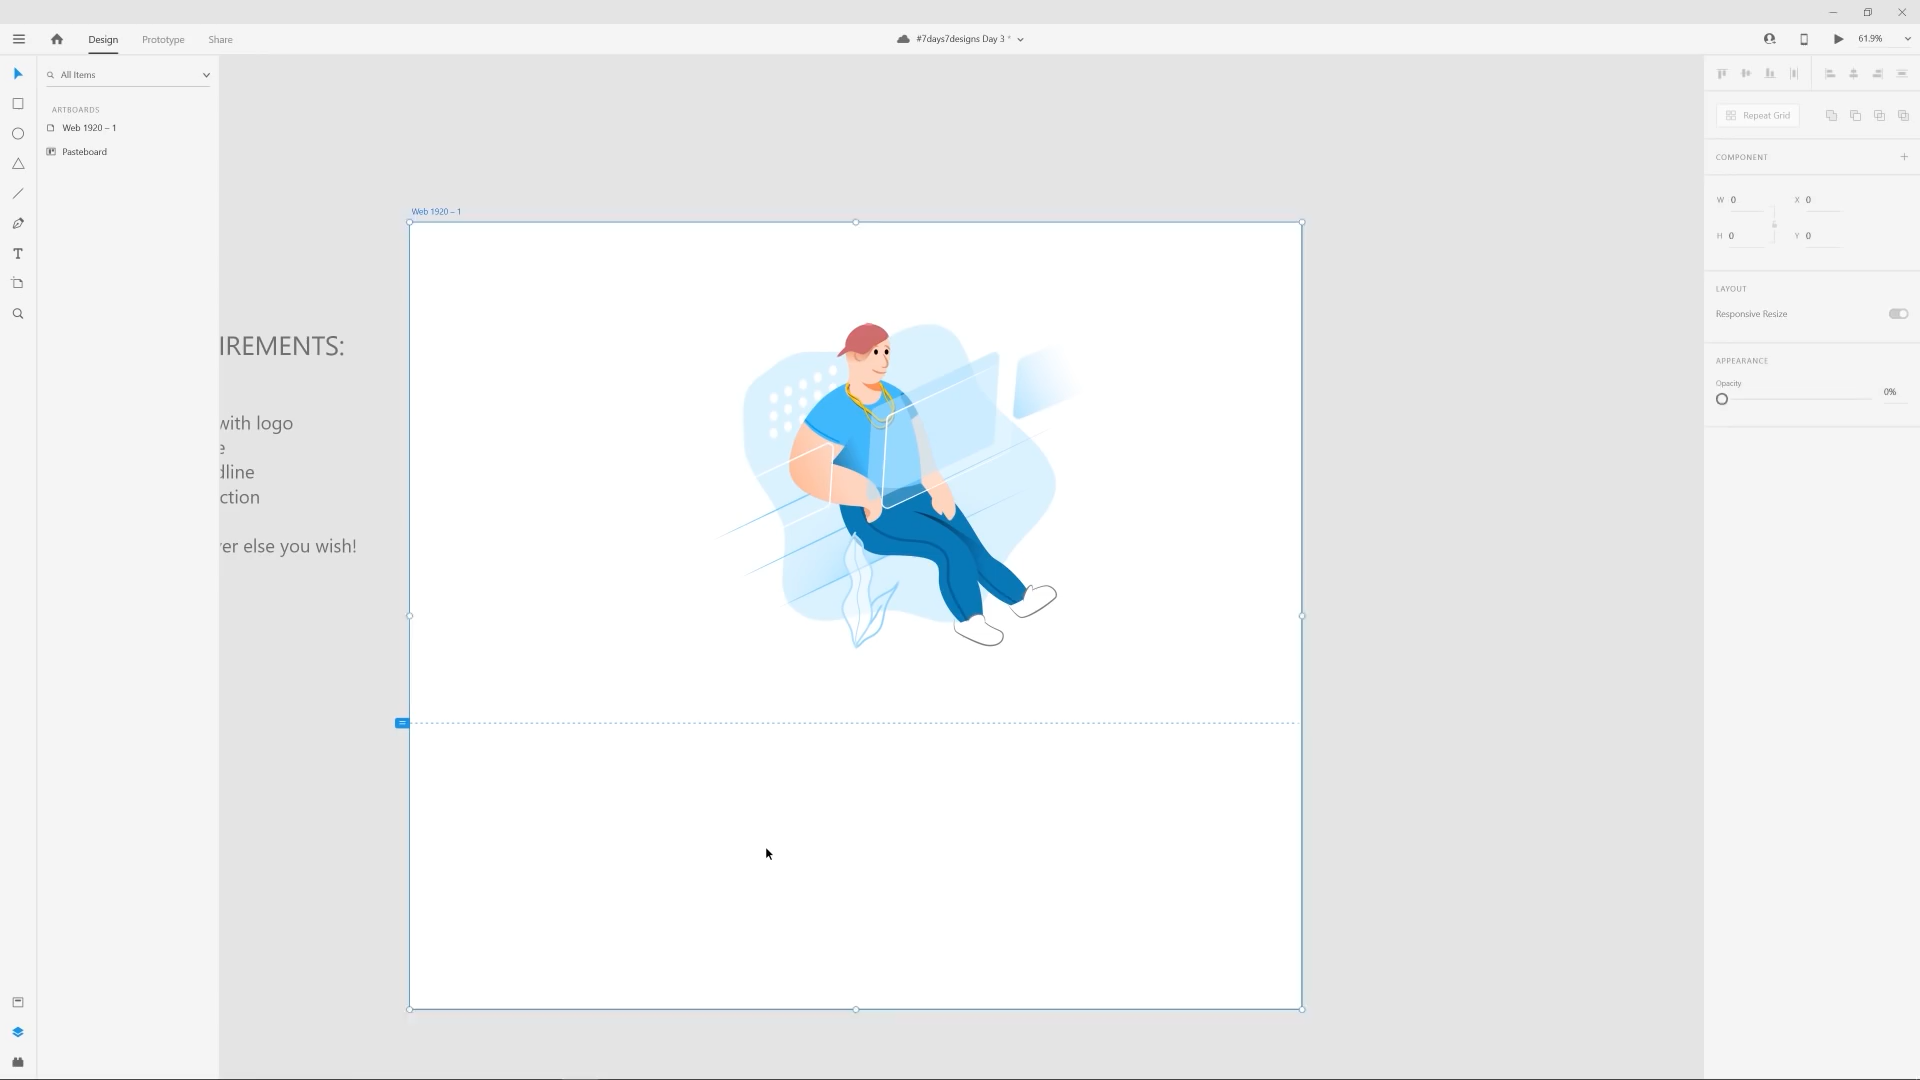 Design
Prototype
Share
#7days7designs Day 3 *
61.9%
All Items
ARTBOARDS
Web 1920 – 1
Pasteboard
Web 1920 – 1
IREMENTS:
with logo
e
dline
ction
er else you wish!
Repeat Grid
COMPONENT
W 0
X 0
H 0
Y 0
LAYOUT
Responsive Resize
APPEARANCE
Opacity
0%